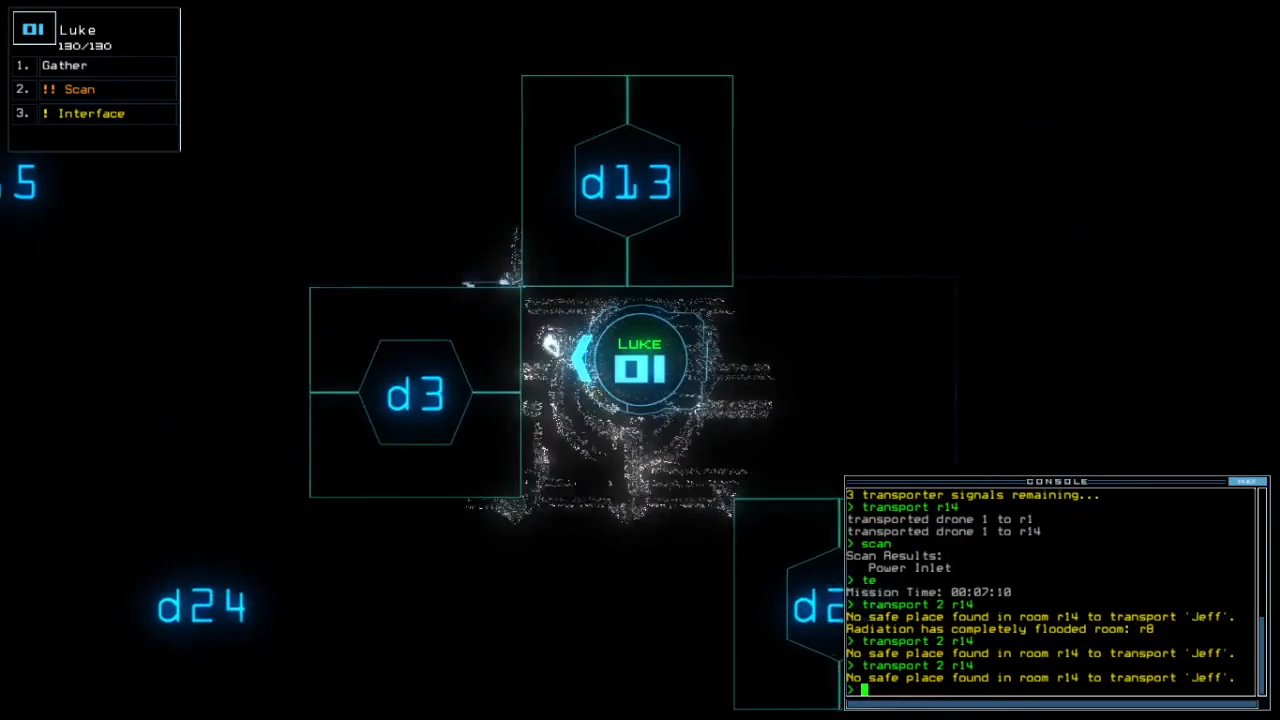 01 Luke
130/130
1. Gather
2. !! Scan
3. ! Interface
5
d13
LUKE
01
d3
d24
d2
CONSOLE
3 transporter signals remaining...
> transport r14
transported drone 1 to r1
transported drone 1 to r14
> scan
Scan Results:
Power Inlet
> te
Mission Time: 00:07:10
> transport 2 r14
No safe place found in room r14 to transport 'Jeff'.
Radiation has completely flooded room: r8
> transport 2 r14
No safe place found in room r14 to transport 'Jeff'.
> transport 2 r14
No safe place found in room r14 to transport 'Jeff'.
>